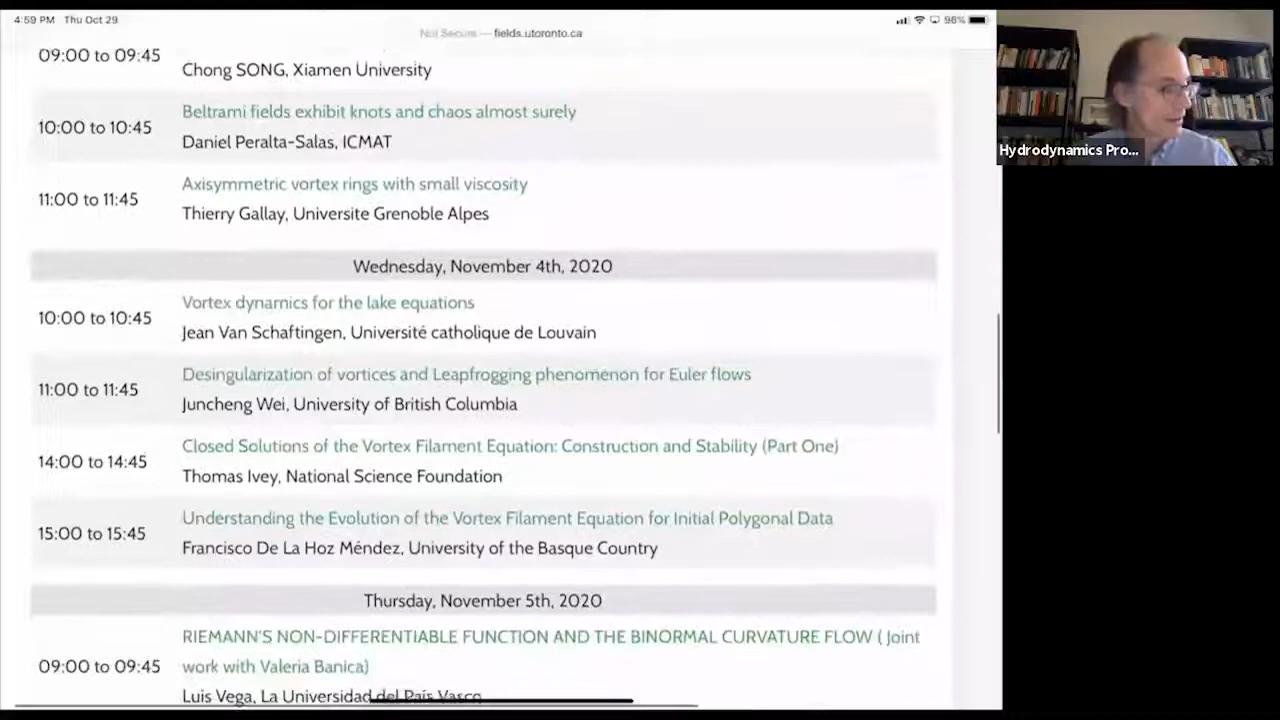 4:59 PM Thu Oct 29
98%
Not Secure — fields.utoronto.ca
09:00 to 09:45
Chong SONG, Xiamen University
10:00 to 10:45
Beltrami fields exhibit knots and chaos almost surely
Daniel Peralta-Salas, ICMAT
11:00 to 11:45
Axisymmetric vortex rings with small viscosity
Thierry Gallay, Universite Grenoble Alpes
Wednesday, November 4th, 2020
10:00 to 10:45
Vortex dynamics for the lake equations
Jean Van Schaftingen, Université catholique de Louvain
11:00 to 11:45
Desingularization of vortices and Leapfrogging phenomenon for Euler flows
Juncheng Wei, University of British Columbia
14:00 to 14:45
Closed Solutions of the Vortex Filament Equation: Construction and Stability (Part One)
Thomas Ivey, National Science Foundation
15:00 to 15:45
Understanding the Evolution of the Vortex Filament Equation for Initial Polygonal Data
Francisco De La Hoz Méndez, University of the Basque Country
Thursday, November 5th, 2020
09:00 to 09:45
RIEMANN'S NON-DIFFERENTIABLE FUNCTION AND THE BINORMAL CURVATURE FLOW ( Joint
work with Valeria Banica)
Luis Vega, La Universidad del País Vasco
Hydrodynamics Pro...